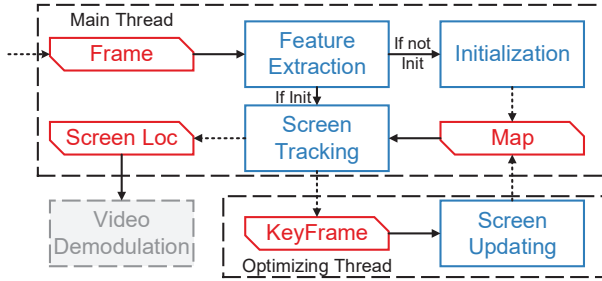 Main Thread
Frame
Feature
Extraction
If not
Init
Initialization
If Init
Screen Loc
Screen
Tracking
Map
Video
Demodulation
KeyFrame
Screen
Updating
Optimizing Thread